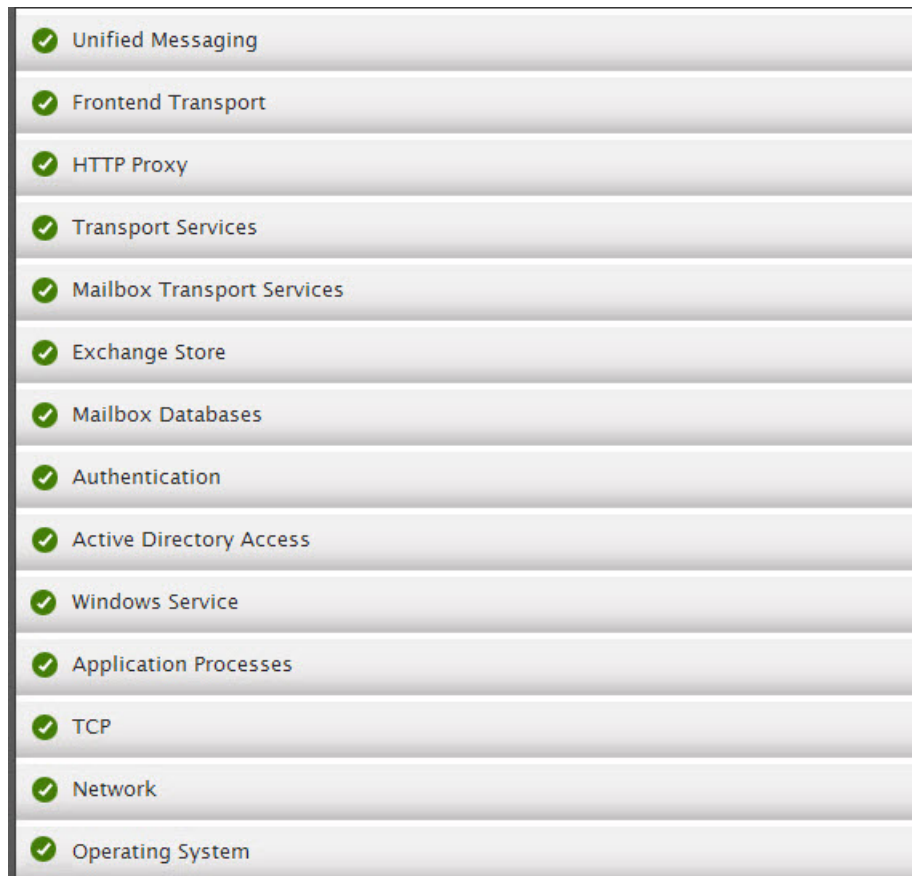 Unified Messaging
Frontend Transport
HTTP Proxy
Transport Services
Mailbox Transport Services
Exchange Store
Mailbox Databases
Authentication
Active Directory Access
Windows Service
Application Processes
TCP
Network
Operating System